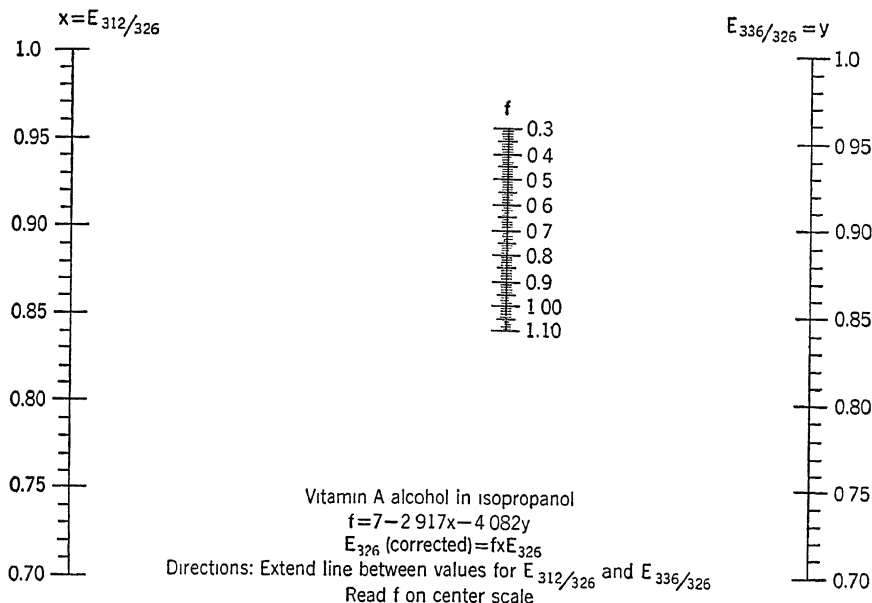 x=E312/326
E336/326=y
1.0
0.95
0.90
0.85
0.80
0.75
0.70
f
0.3
0 4
0 5
0 6
0 7
0.8
0.9
1 00
1.10
1.0
0 95
0.90
0.85
0.80
0.75
0.70
Vitamin A alcohol in isopropanol
f=7-2 917x-4 082y
E326 (corrected)=fxE326
Directions: Extend line between values for E312/326 and E336/326
Read f on center scale